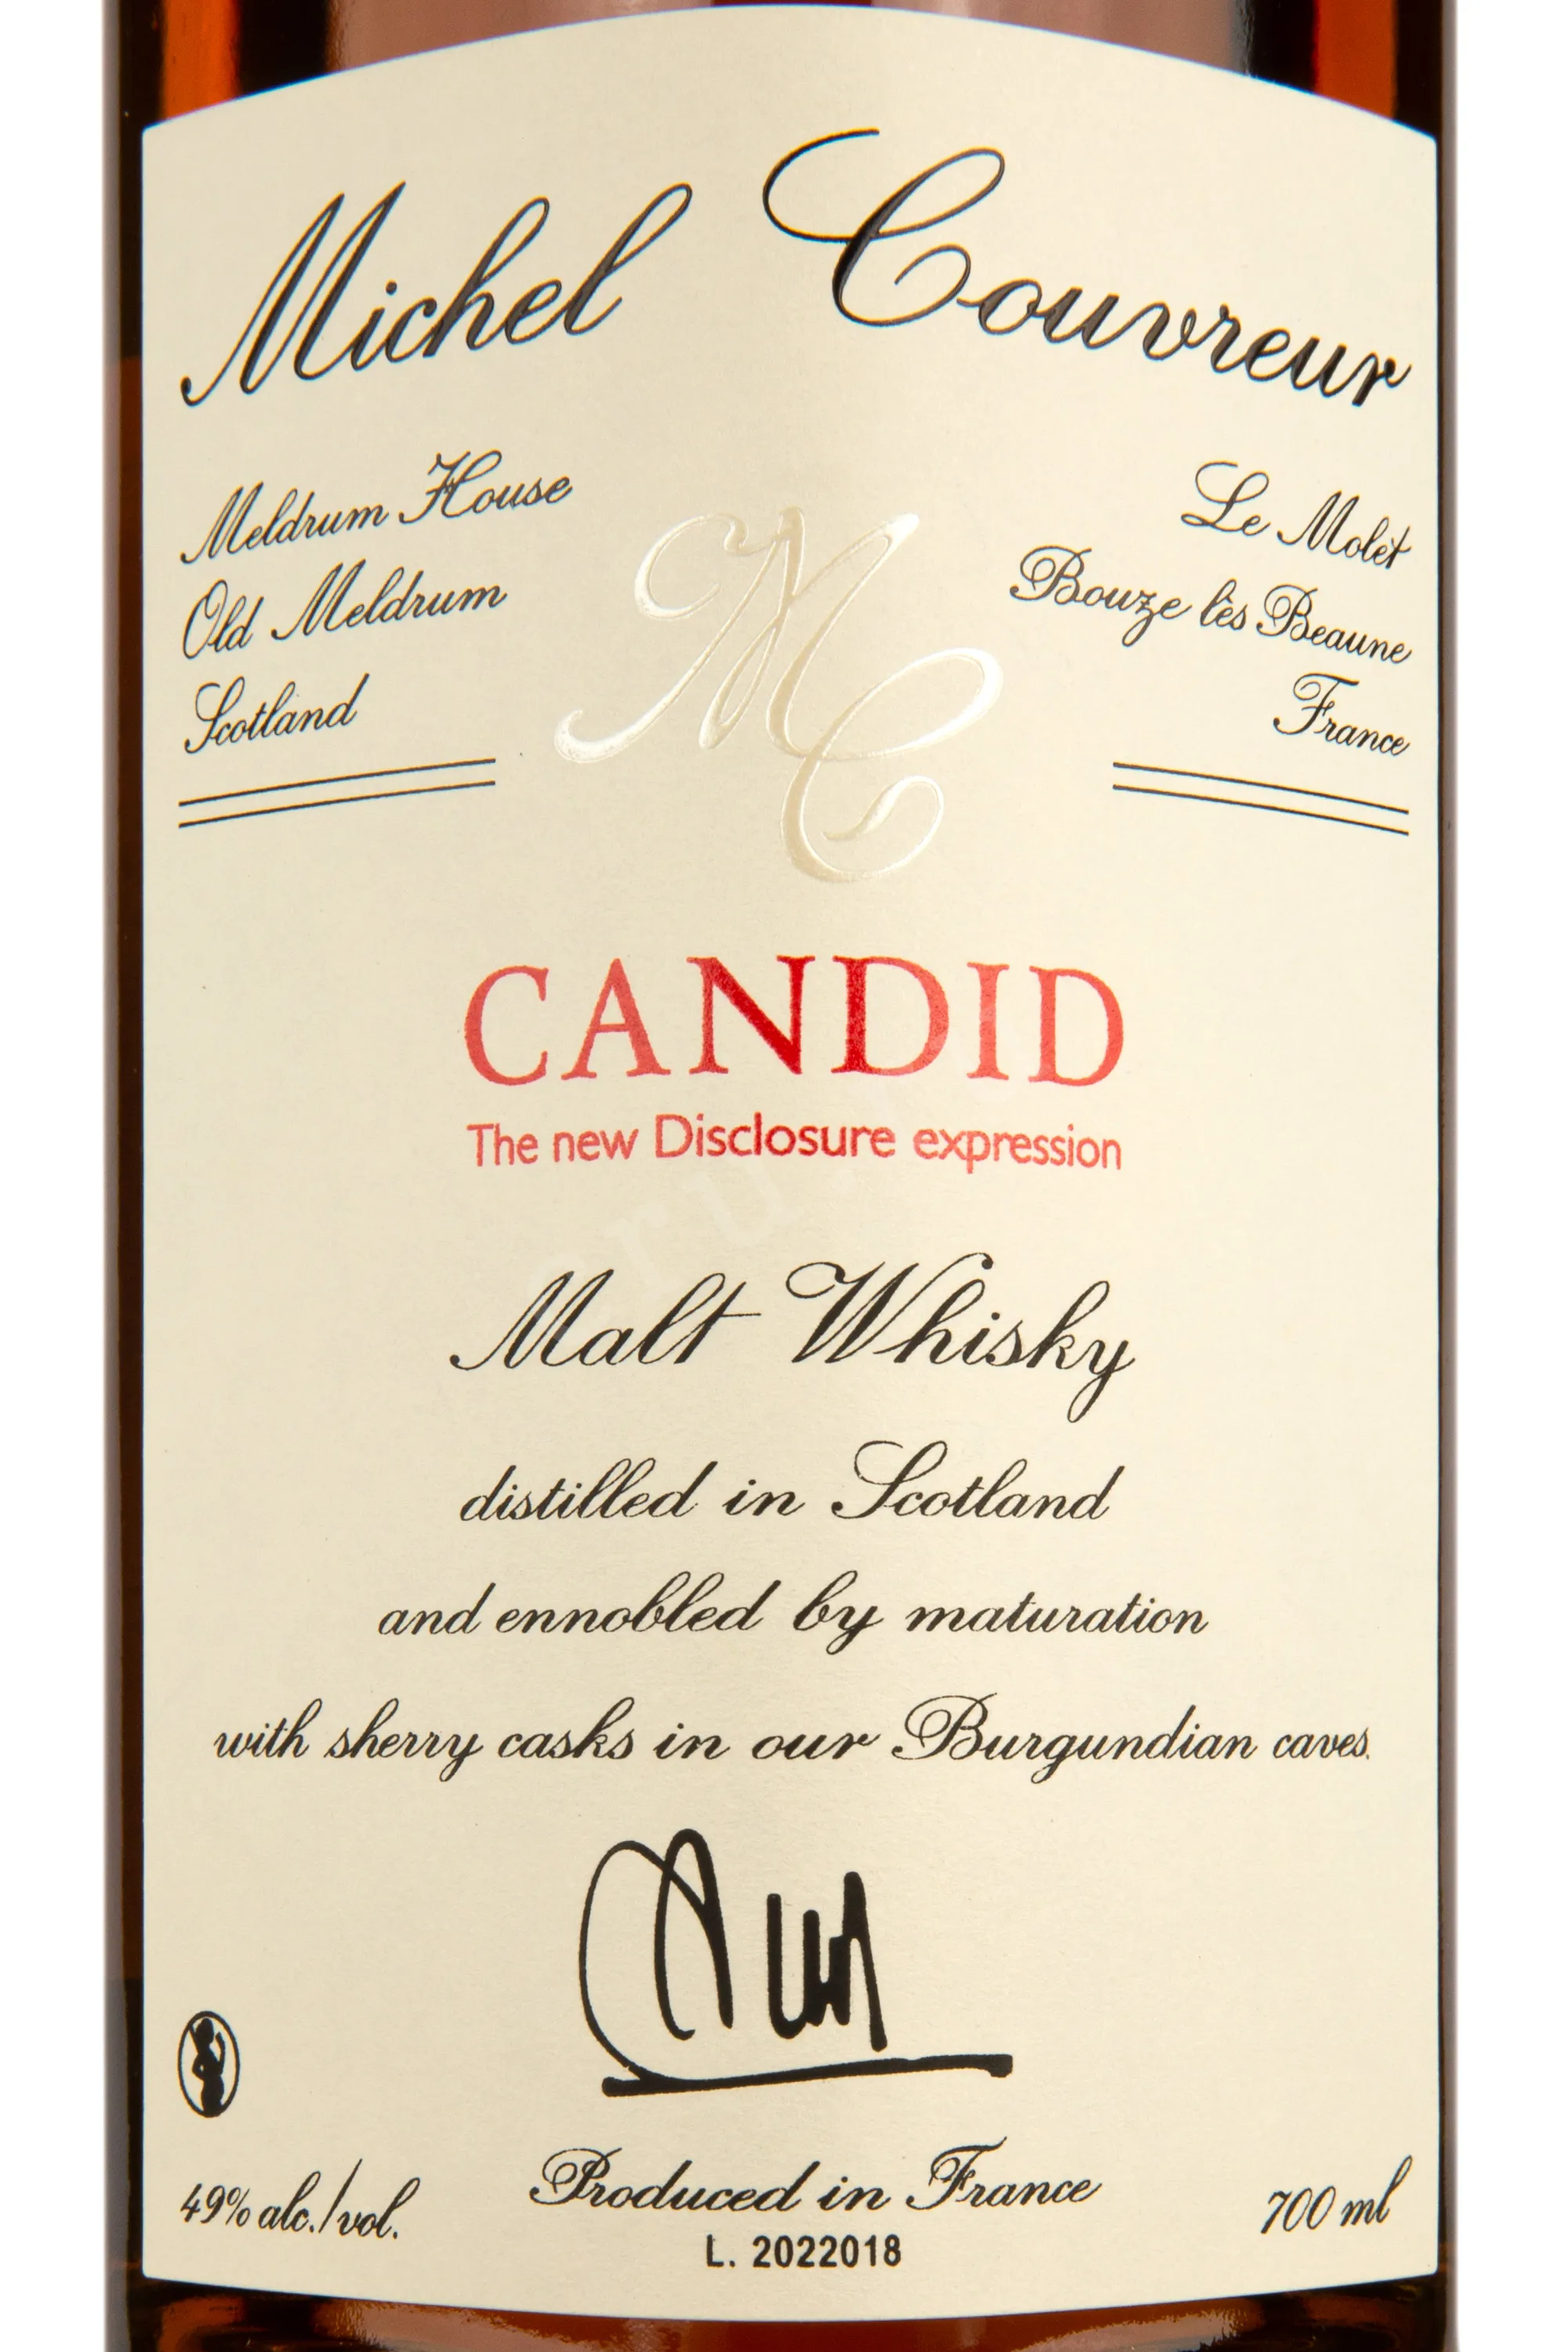 Michel Couvreur
Meldrum House
Old Meldrum
Scotland
Le Molet
Bouze lès Beaune
France
MC
CANDID
The new Disclosure expression
Malt Whisky
distilled in Scotland
and ennobled by maturation
with sherry casks in our Burgundian caves.
49% alc./vol.
Produced in France
700 ml
L. 2022018